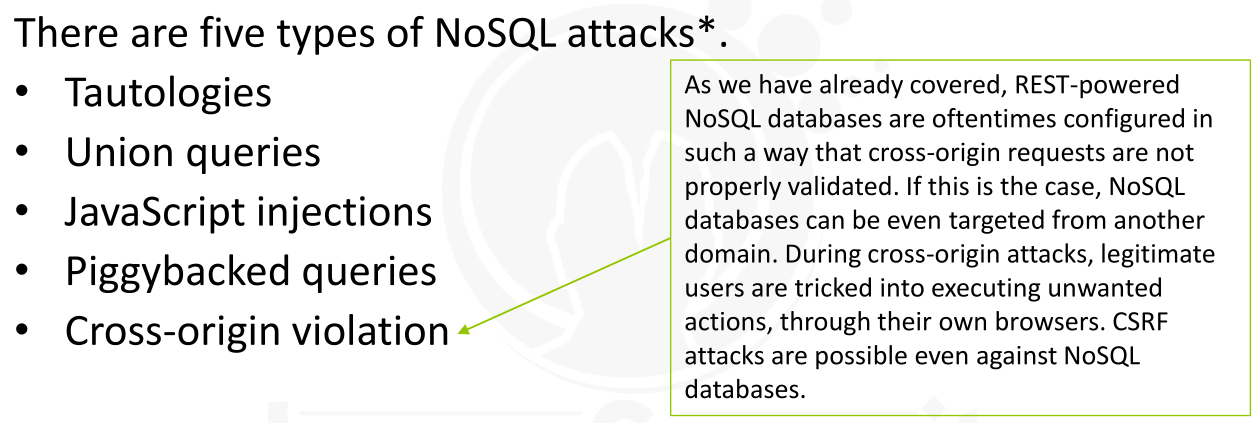 There are five types of NoSQL attacks*.
• Tautologies
• Union queries
• JavaScript injections
• Piggybacked queries
• Cross-origin violation
As we have already covered, REST-powered
NoSQL databases are oftentimes configured in
such a way that cross-origin requests are not
properly validated. If this is the case, NoSQL
databases can be even targeted from another
domain. During cross-origin attacks, legitimate
users are tricked into executing unwanted
actions, through their own browsers. CSRF
attacks are possible even against NoSQL
databases.